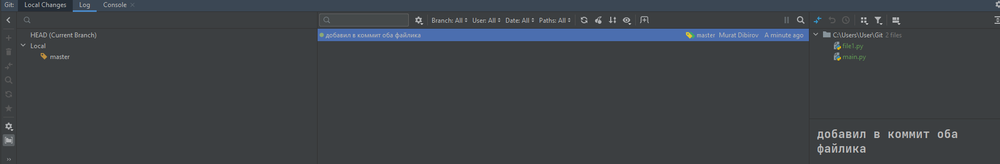 Git: Local Changes Log Console
Branch: All User: All Date: All Paths: All
HEAD (Current Branch)
Local
master
добавил в коммит оба файлика master Murat Dibirov A minute ago
C:\Users\User\Git 2 files
file1.py
main.py
добавил в коммит оба
файлика